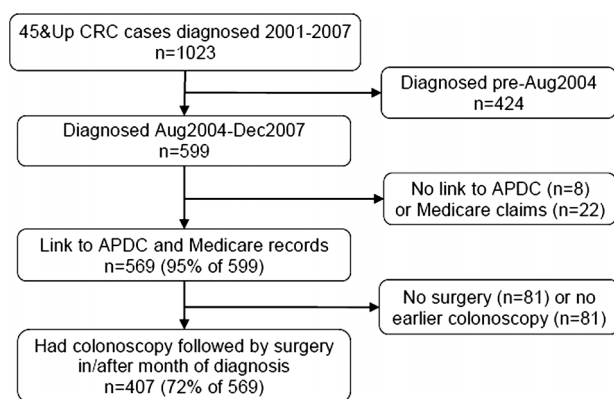 45&Up CRC cases diagnosed 2001-2007
n=1023
Diagnosed pre-Aug2004
n=424
Diagnosed Aug2004-Dec2007
n=599
No link to APDC (n=8)
or Medicare claims (n=22)
Link to APDC and Medicare records
n=569 (95% of 599)
No surgery (n=81) or no
earlier colonoscopy (n=81)
Had colonoscopy followed by surgery
in/after month of diagnosis
n=407 (72% of 569)